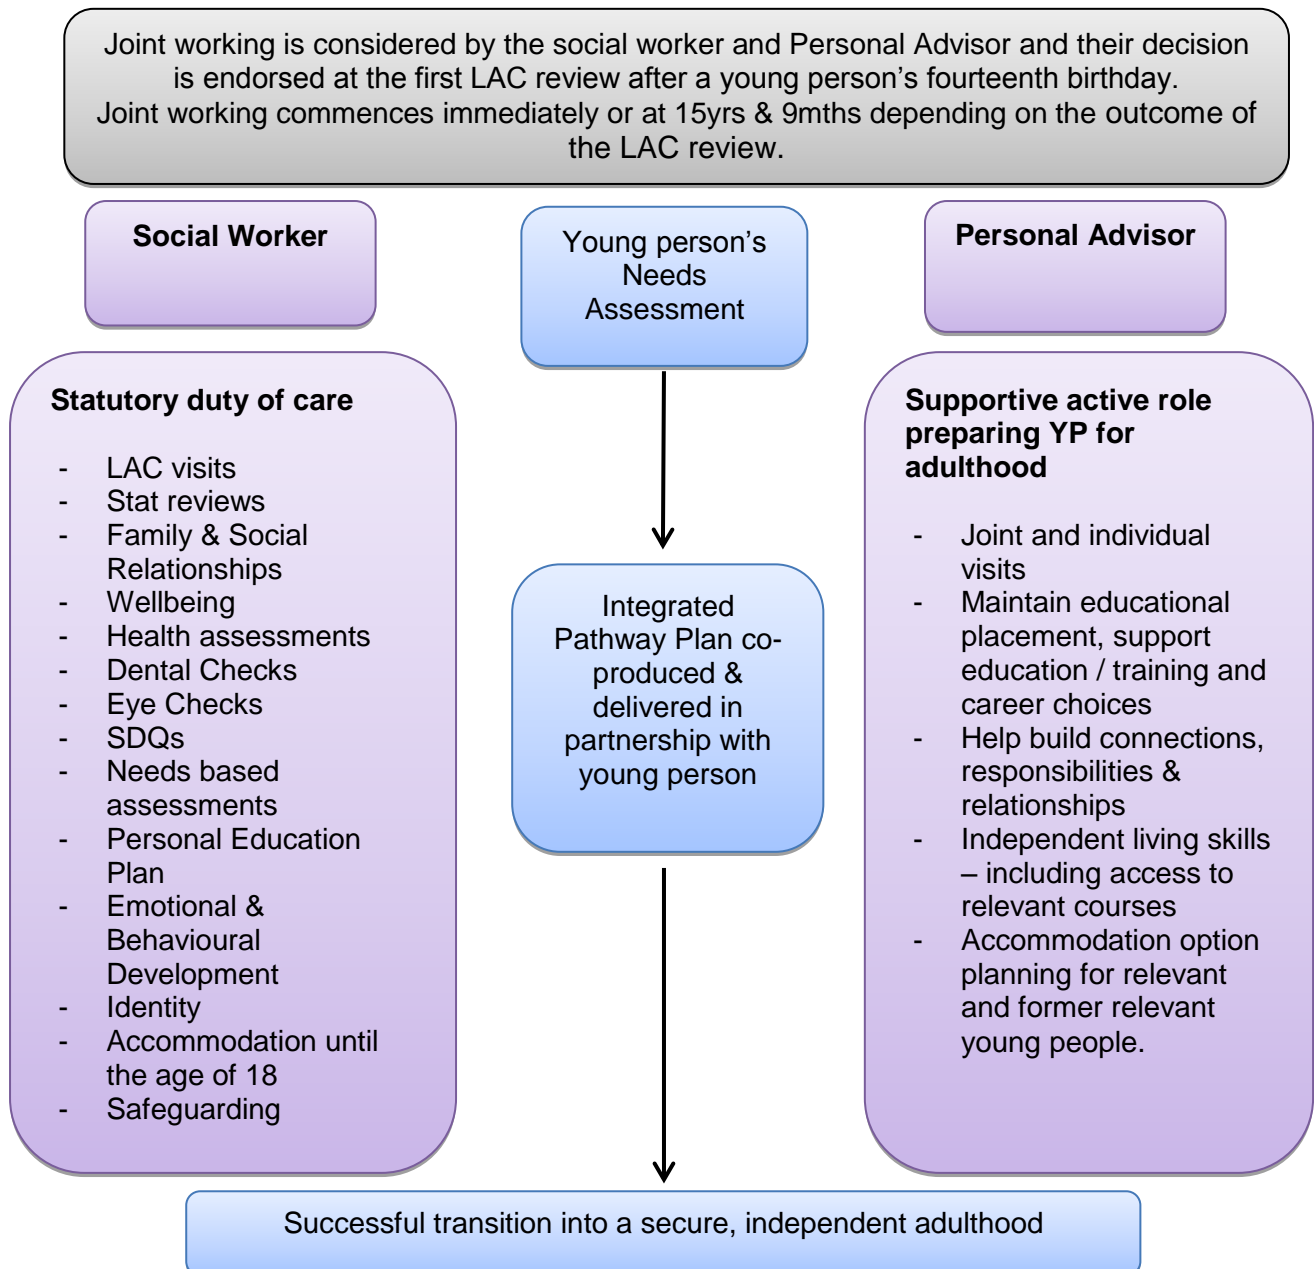 Joint working is considered by the social worker and Personal Advisor and their decision
is endorsed at the first LAC review after a young person’s fourteenth birthday.
Joint working commences immediately or at 15yrs & 9mths depending on the outcome of
the LAC review.
Social Worker
Young person’s
Needs
Assessment
Personal Advisor
Statutory duty of care
- LAC visits
- Stat reviews
- Family & Social
Relationships
- Wellbeing
- Health assessments
- Dental Checks
- Eye Checks
- SDQs
- Needs based
assessments
- Personal Education
Plan
- Emotional &
Behavioural
Development
- Identity
- Accommodation until
the age of 18
- Safeguarding
Integrated
Pathway Plan co-
produced &
delivered in
partnership with
young person
Supportive active role
preparing YP for
adulthood
- Joint and individual
visits
- Maintain educational
placement, support
education / training and
career choices
- Help build connections,
responsibilities &
relationships
- Independent living skills
– including access to
relevant courses
- Accommodation option
planning for relevant
and former relevant
young people.
Successful transition into a secure, independent adulthood